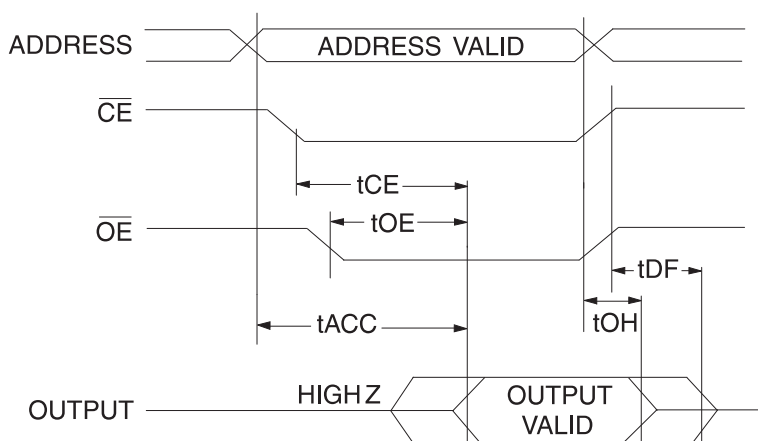 ADDRESS
ADDRESS VALID
CE
tCE
tOE
OE
tDF
tACC
tOH
HIGH Z
OUTPUT
OUTPUT
VALID